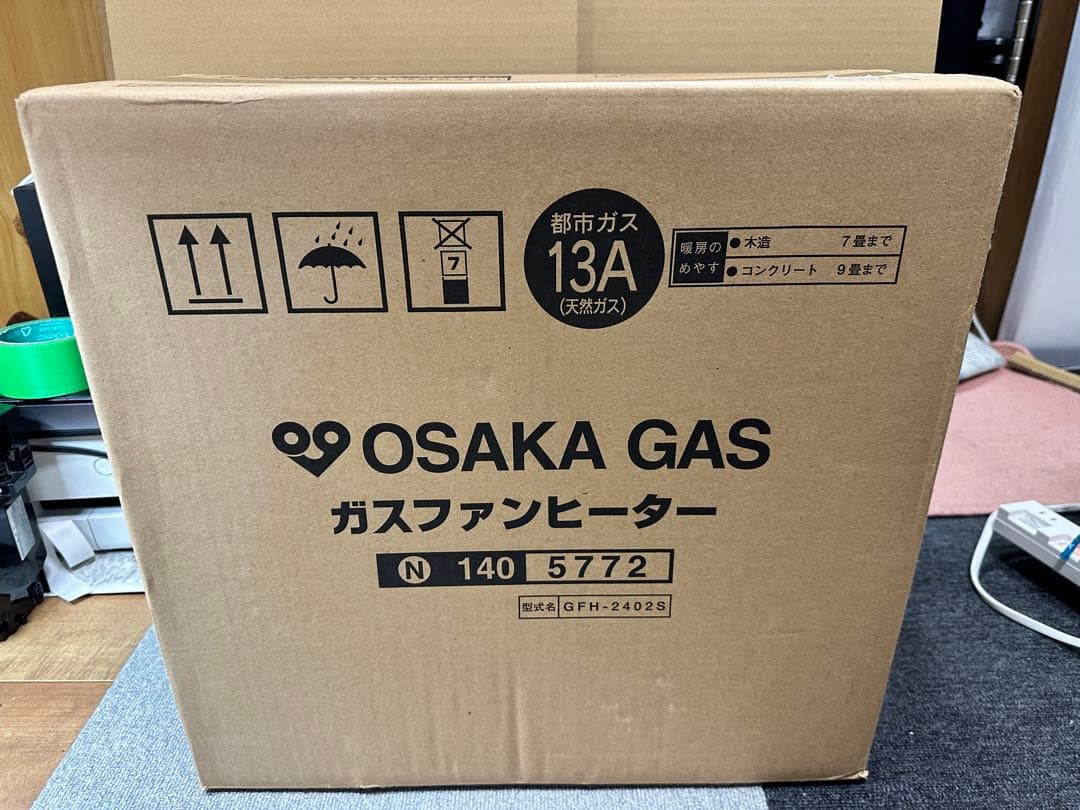 7
都市ガス
13A
(天然ガス)
暖房の
めやす
●木造 7畳まで
●コンクリート 9畳まで
OSAKA GAS
ガスファンヒーター
N 140 5772
型式名 GFH-2402S